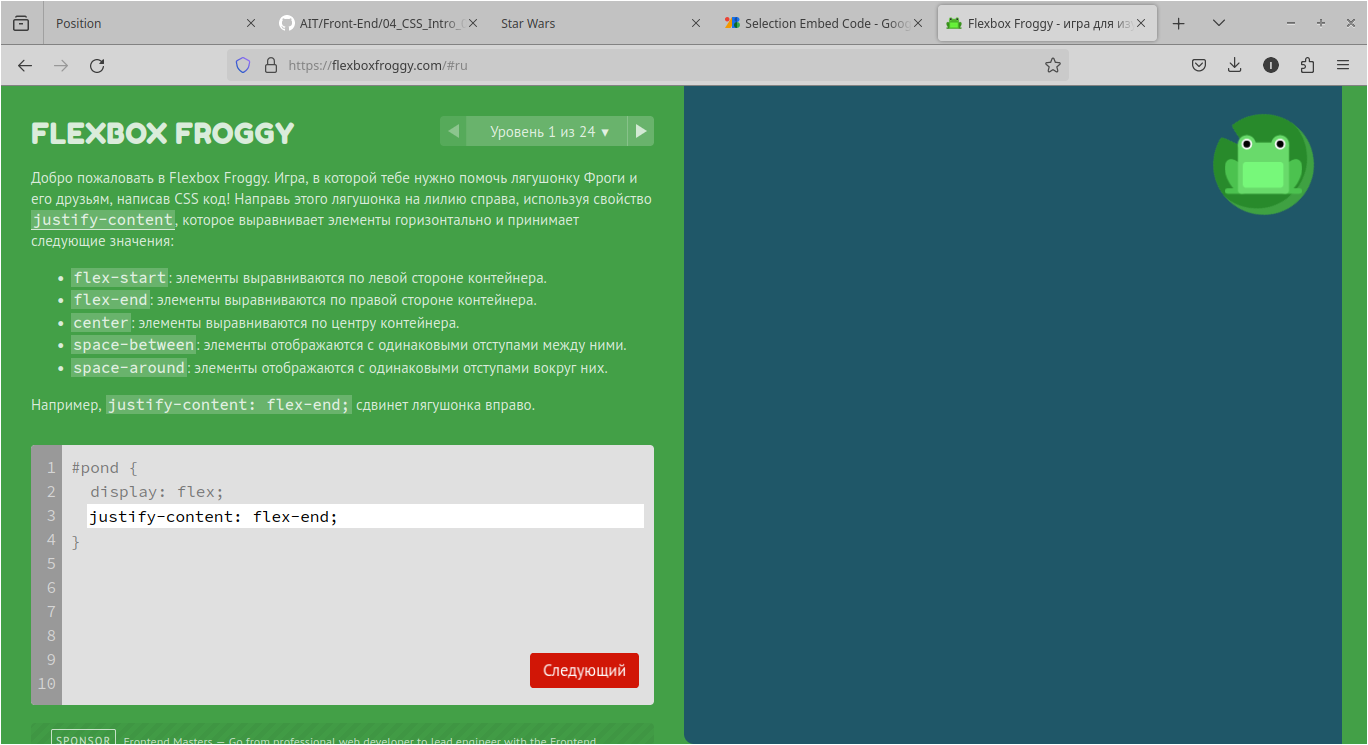 Position
AIT/Front-End/04_CSS_Intro_
Star Wars
Selection Embed Code - Goog
Flexbox Froggy - игра для из
https://flexboxfroggy.com/#ru
FLEXBOX FROGGY
Уровень 1 из 24 ▼
Добро пожаловать в Flexbox Froggy. Игра, в которой тебе нужно помочь лягушонку Фроги и
его друзьям, написав CSS код! Направь этого лягушонка на лилию справа, используя свойство
justify-content, которое выравнивает элементы горизонтально и принимает
следующие значения:
• flex-start: элементы выравниваются по левой стороне контейнера.
• flex-end: элементы выравниваются по правой стороне контейнера.
• center: элементы выравниваются по центру контейнера.
• space-between: элементы отображаются с одинаковыми отступами между ними.
• space-around: элементы отображаются с одинаковыми отступами вокруг них.
Например, justify-content: flex-end; сдвинет лягушонка вправо.
1 #pond {
2 display: flex;
3 justify-content: flex-end;
4 }
5
6
7
8
9
10
Следующий
SPONSOR Frontend Masters — Go from professional web developer to lead engineer with the Frontend